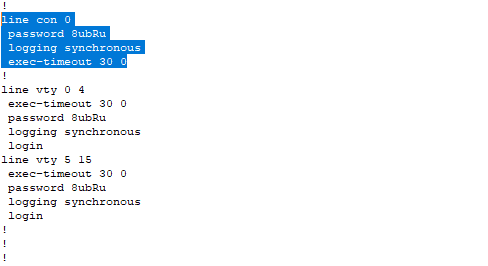 !
line con 0
 password 8ubRu
 logging synchronous
 exec-timeout 30 0
!
line vty 0 4
 exec-timeout 30 0
 password 8ubRu
 logging synchronous
 login
line vty 5 15
 exec-timeout 30 0
 password 8ubRu
 logging synchronous
 login
!
!
!